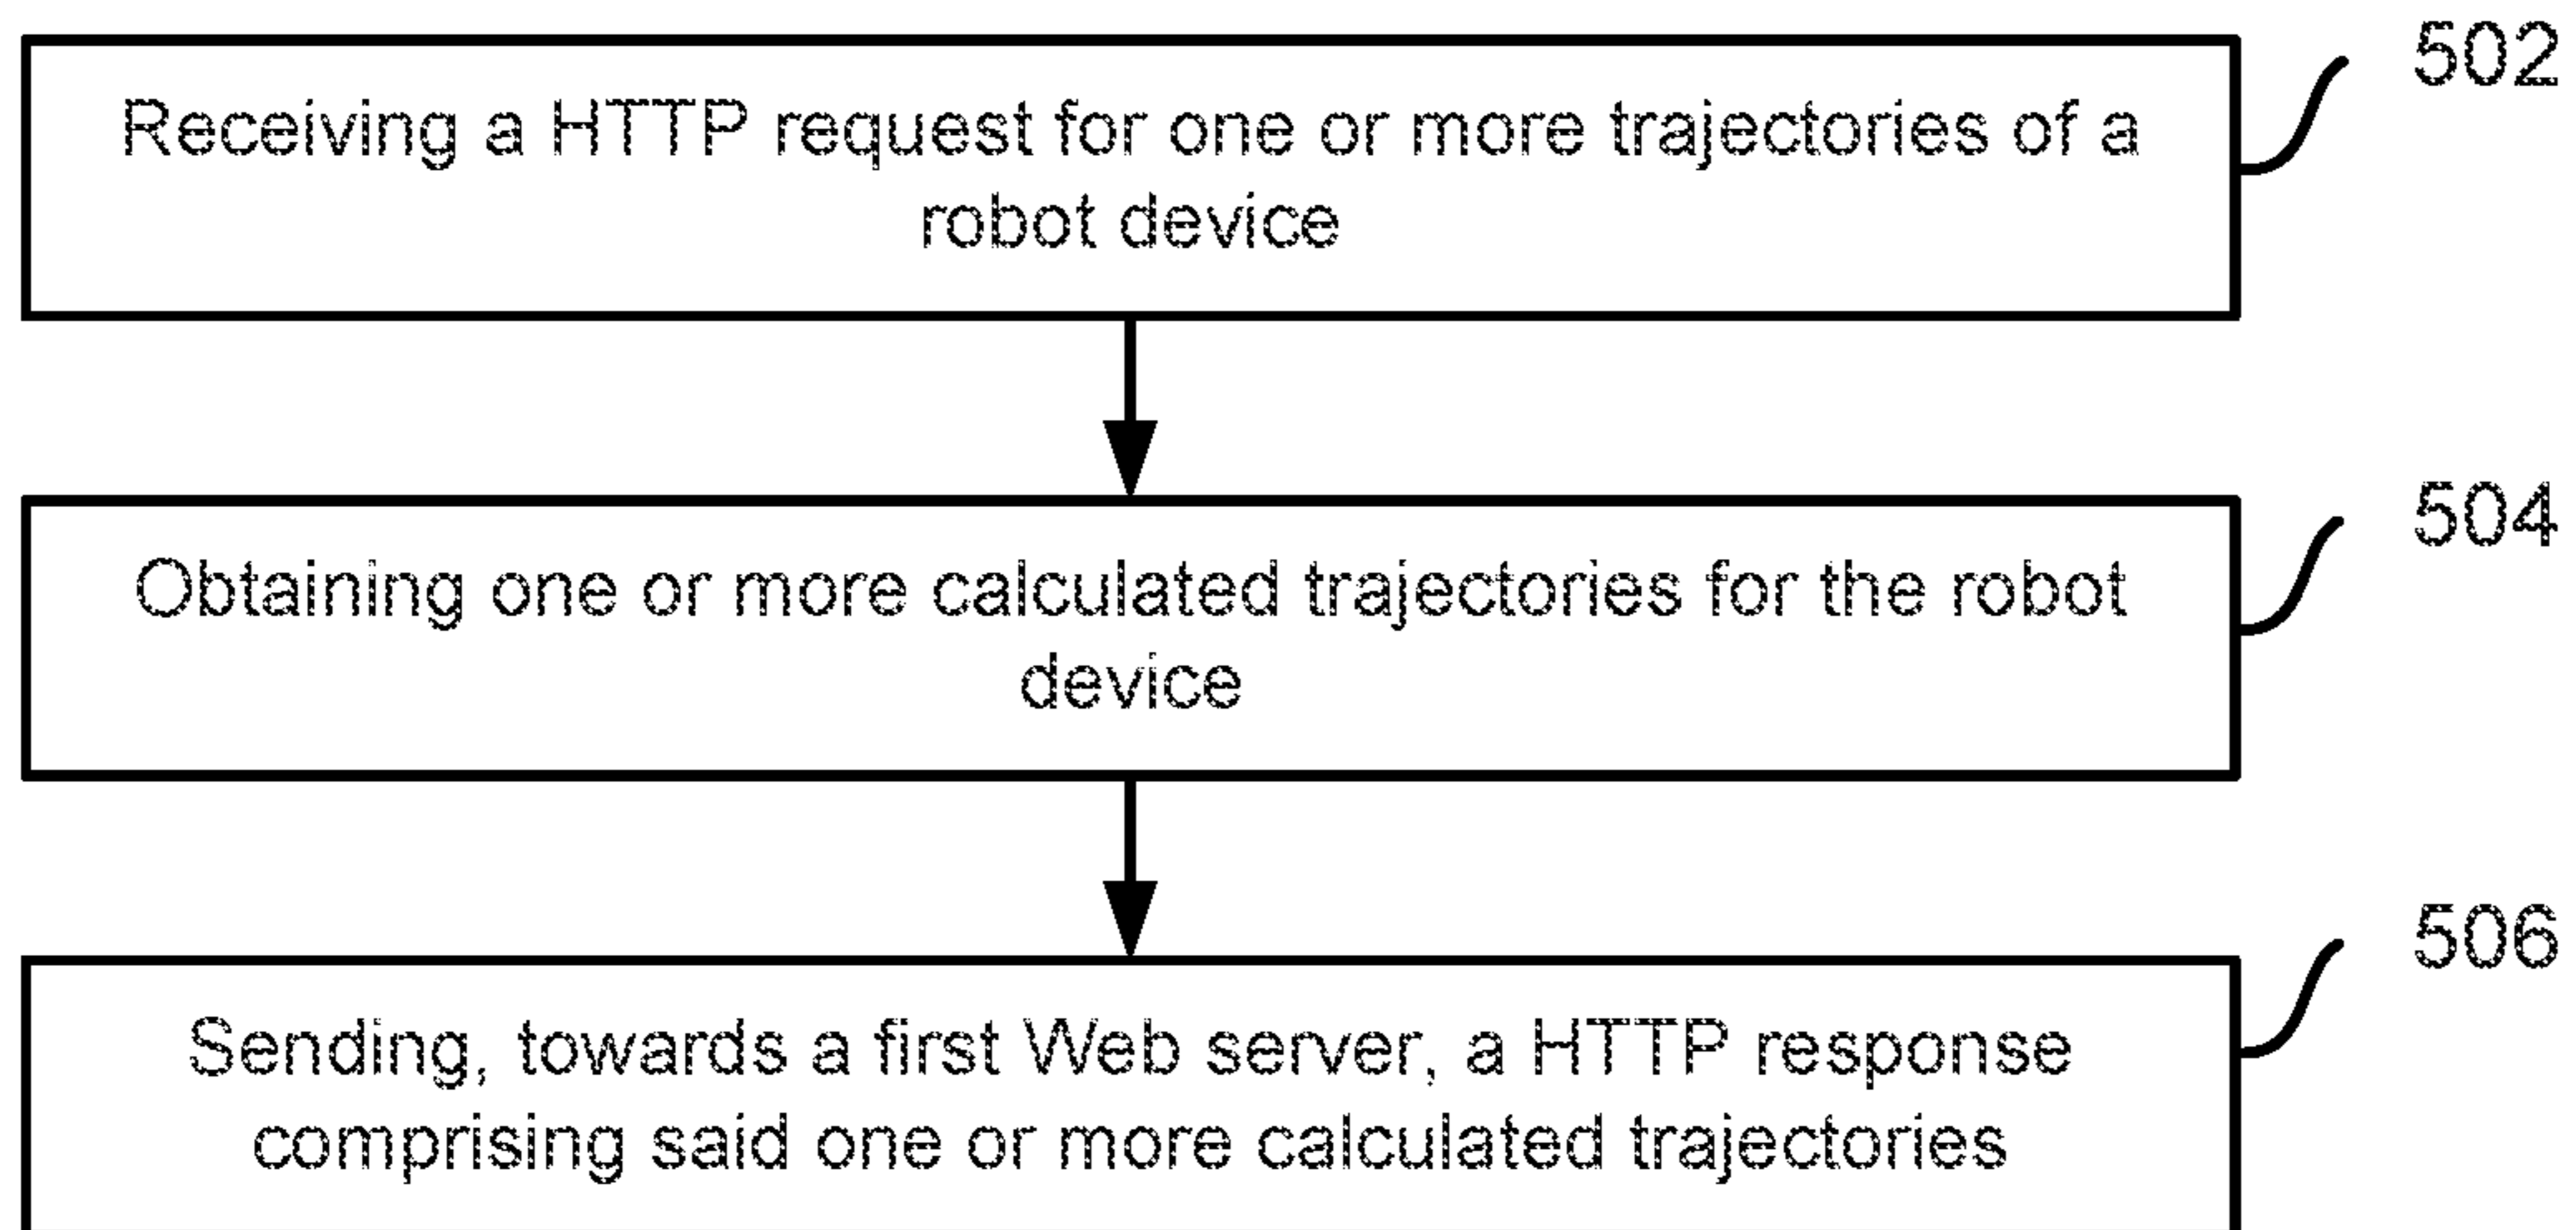 502
Receiving a HTTP request for one or more trajectories of a
robot device
504
Obtaining one or more calculated trajectories for the robot
device
506
Sending, towards a first Web server, a HTTP response
comprising said one or more calculated trajectories